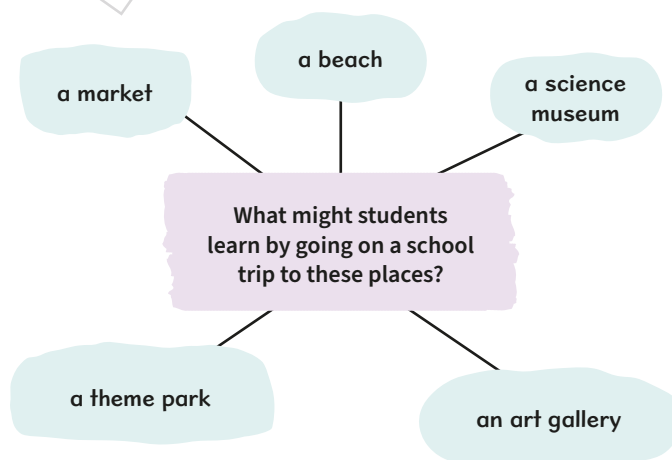 a beach
a market
a science
museum
What might students
learn by going on a school
trip to these places?
a theme park
an art gallery